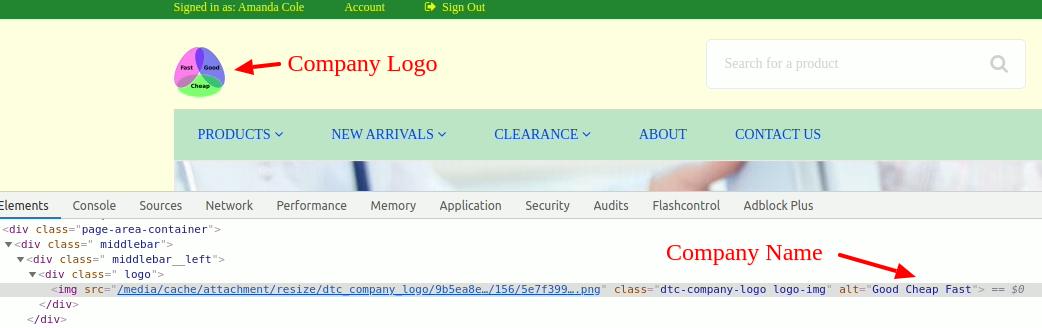 Signed in as: Amanda Cole Account Sign Out
Fast Good
Cheap
Company Logo
Search for a product
PRODUCTS NEW ARRIVALS CLEARANCE ABOUT CONTACT US
Elements Console Sources Network Performance Memory Application Security Audits Flashcontrol Adblock Plus
<div class="page-area-container">
<div class=" middlebar">
Company Name
<div class=" middlebar__left">
<div class=" logo">
<img src="/media/cache/attachment/resize/dtc_company_logo/9b5ea8e…/156/5e7f399….png" class="dtc-company-logo logo-img" alt="Good Cheap Fast"> == $0
</div>
</div>